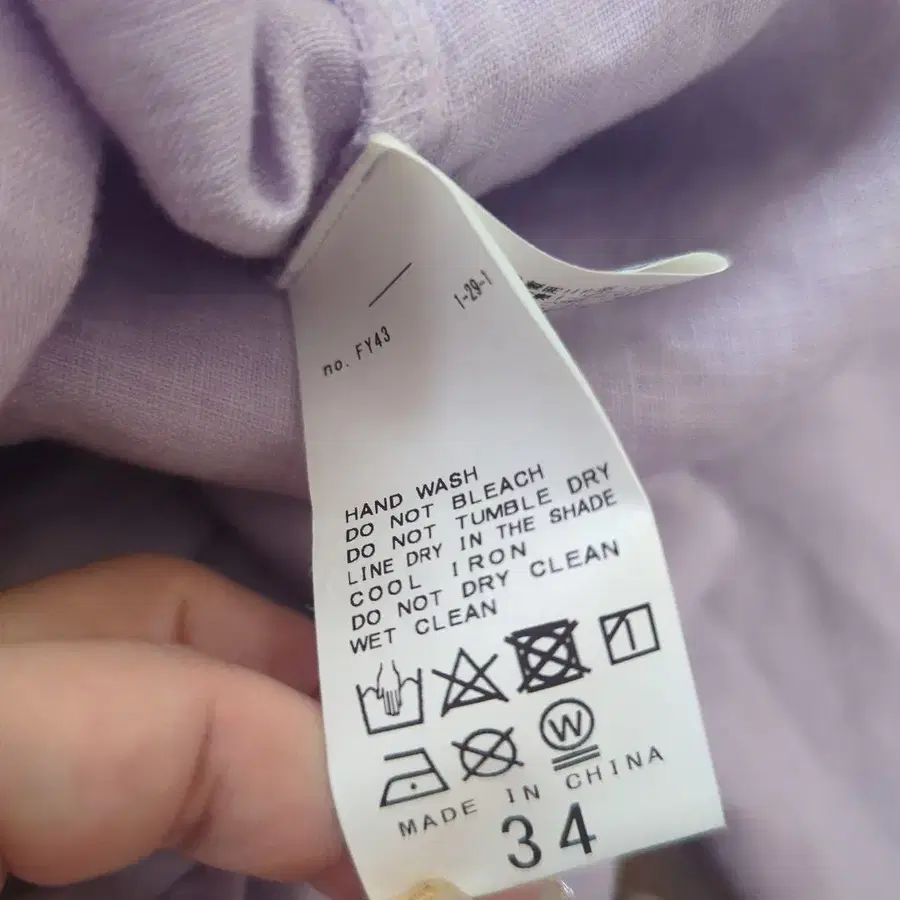 1-29-1
no. FY43
HAND WASH
DO NOT BLEACH
DO NOT TUMBLE DRY
LINE DRY IN THE SHADE
COOL IRON
DO NOT DRY CLEAN
WET CLEAN
W
MADE IN CHINA
34